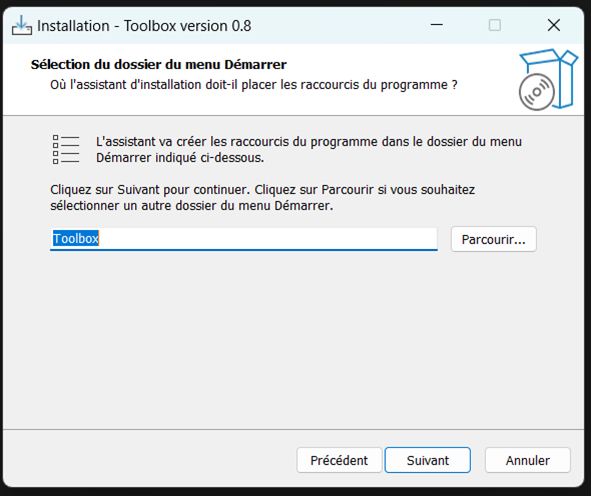 Installation - Toolbox version 0.8
Sélection du dossier du menu Démarrer
Où l'assistant d'installation doit-il placer les raccourcis du programme ?
L'assistant va créer les raccourcis du programme dans le dossier du menu
Démarrer indiqué ci-dessous.
Cliquez sur Suivant pour continuer. Cliquez sur Parcourir si vous souhaitez
sélectionner un autre dossier du menu Démarrer.
Toolbox
Parcourir...
Précédent
Suivant
Annuler